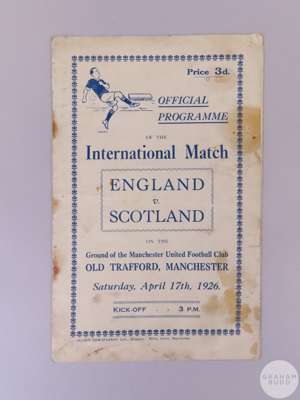 Price 3d.
OFFICIAL
PROGRAMME
OF THE
International Match
ENGLAND
v.
SCOTLAND
ON THE
Ground of the Manchester United Football Club
OLD TRAFFORD, MANCHESTER
Saturday, April 17th, 1926.
KICK-OFF - - 3 P.M.
GRAHAM
BUDD